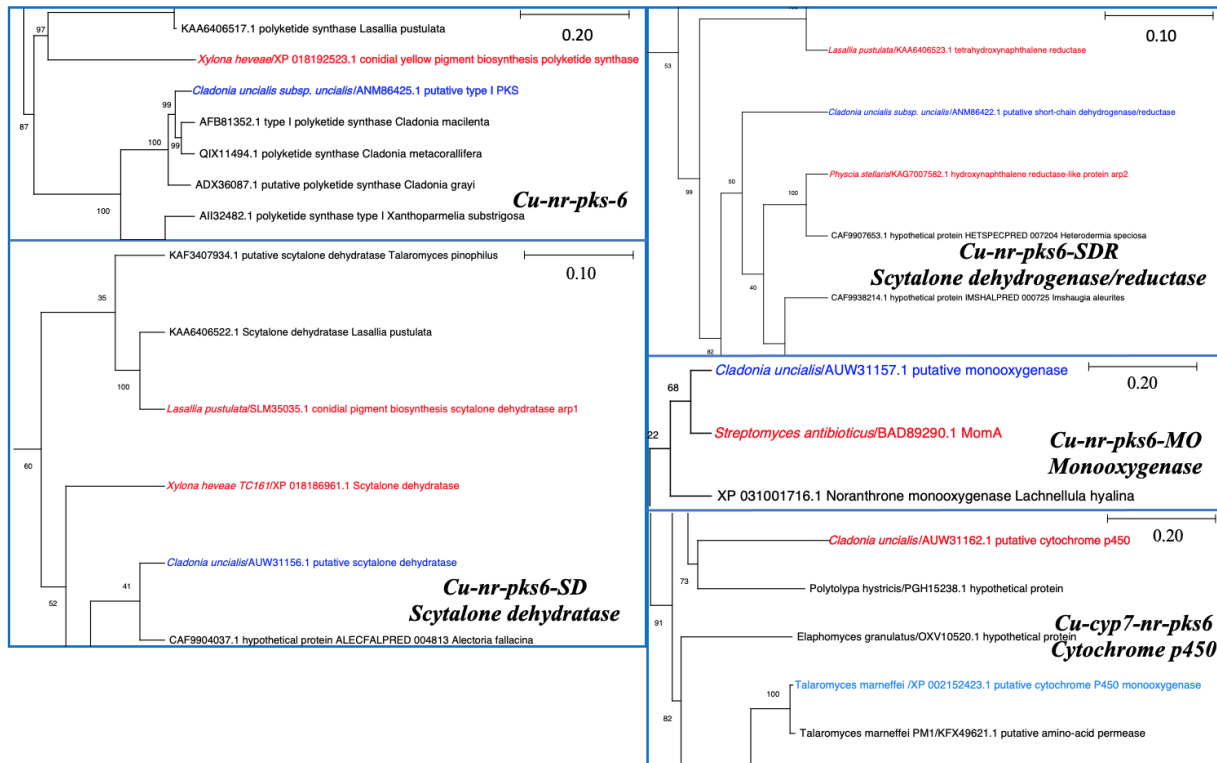 97
KAA6406517.1 polyketide synthase Lasallia pustulata
0.20
Xylona heveae/XP 018192523.1 conidial yellow pigment biosynthesis polyketide synthase
87
Cladonia uncialis subsp. uncialis/ANM86425.1 putative type I PKS
99
AFB81352.1 type I polyketide synthase Cladonia macilenta
100
99
QIX11494.1 polyketide synthase Cladonia metacorallifera
ADX36087.1 putative polyketide synthase Cladonia grayi
Cu-nr-pks-6
100
AII32482.1 polyketide synthase type I Xanthoparmelia substrigosa
KAF3407934.1 putative scytalone dehydratase Talaromyces pinophilus
0.10
35
KAA6406522.1 Scytalone dehydratase Lasallia pustulata
100
Lasallia pustulata/SLM35035.1 conidial pigment biosynthesis scytalone dehydratase arp1
60
Xylona heveae TC161/XP 018186961.1 Scytalone dehydratase
Cladonia uncialis/AUW31156.1 putative scytalone dehydratase
41
52
Cu-nr-pks6-SD
Scytalone dehydratase
CAF9904037.1 hypothetical protein ALECFALPRED 004813 Alectoria fallacina
0.10
Lasallia pustulata/KAA6406523.1 tetrahydroxynaphthalene reductase
53
Cladonia uncialis subsp. uncialis/ANM86422.1 putative short-chain dehydrogenase/reductase
99
50
Physcia stellaris/KAG7007582.1 hydroxynaphthalene reductase-like protein arp2
100
CAF9907653.1 hypothetical protein HETSPECPRED 007204 Heterodermia speciosa
Cu-nr-pks6-SDR
Scytalone dehydrogenase/reductase
40
CAF9938214.1 hypothetical protein IMSHALPRED 000725 Imshaugia aleurites
82
Cladonia uncialis/AUW31157.1 putative monooxygenase
0.20
68
22
Streptomyces antibioticus/BAD89290.1 MomA
Cu-nr-pks6-MO
Monooxygenase
XP 031001716.1 Noranthrone monooxygenase Lachnellula hyalina
0.20
Cladonia uncialis/AUW31162.1 putative cytochrome p450
73
Polytolypa hystricis/PGH15238.1 hypothetical protein
91
Elaphomyces granulatus/OXV10520.1 hypothetical protein
Cu-cyp7-nr-pks6
Cytochrome p450
Talaromyces marneffei /XP 002152423.1 putative cytochrome P450 monooxygenase
100
82
Talaromyces marneffei PM1/KFX49621.1 putative amino-acid permease